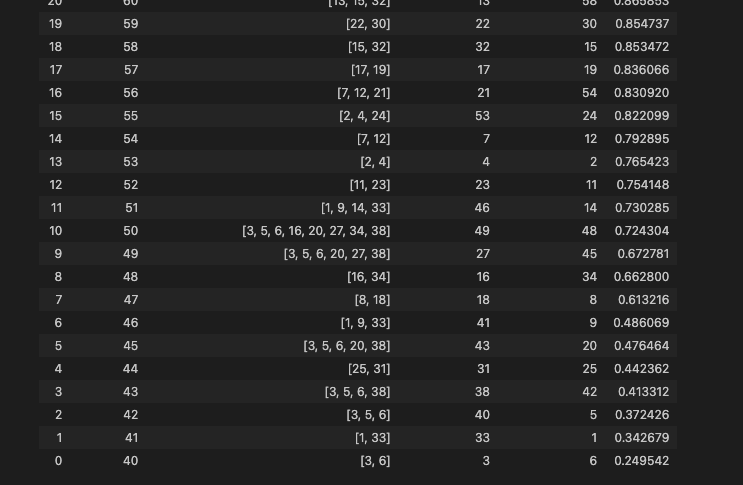 20 60 [13, 15, 32] 13 58 0.865853
19 59 [22, 30] 22 30 0.854737
18 58 [15, 32] 32 15 0.853472
17 57 [17, 19] 17 19 0.836066
16 56 [7, 12, 21] 21 54 0.830920
15 55 [2, 4, 24] 53 24 0.822099
14 54 [7, 12] 7 12 0.792895
13 53 [2, 4] 4 2 0.765423
12 52 [11, 23] 23 11 0.754148
11 51 [1, 9, 14, 33] 46 14 0.730285
10 50 [3, 5, 6, 16, 20, 27, 34, 38] 49 48 0.724304
9 49 [3, 5, 6, 20, 27, 38] 27 45 0.672781
8 48 [16, 34] 16 34 0.662800
7 47 [8, 18] 18 8 0.613216
6 46 [1, 9, 33] 41 9 0.486069
5 45 [3, 5, 6, 20, 38] 43 20 0.476464
4 44 [25, 31] 31 25 0.442362
3 43 [3, 5, 6, 38] 38 42 0.413312
2 42 [3, 5, 6] 40 5 0.372426
1 41 [1, 33] 33 1 0.342679
0 40 [3, 6] 3 6 0.249542